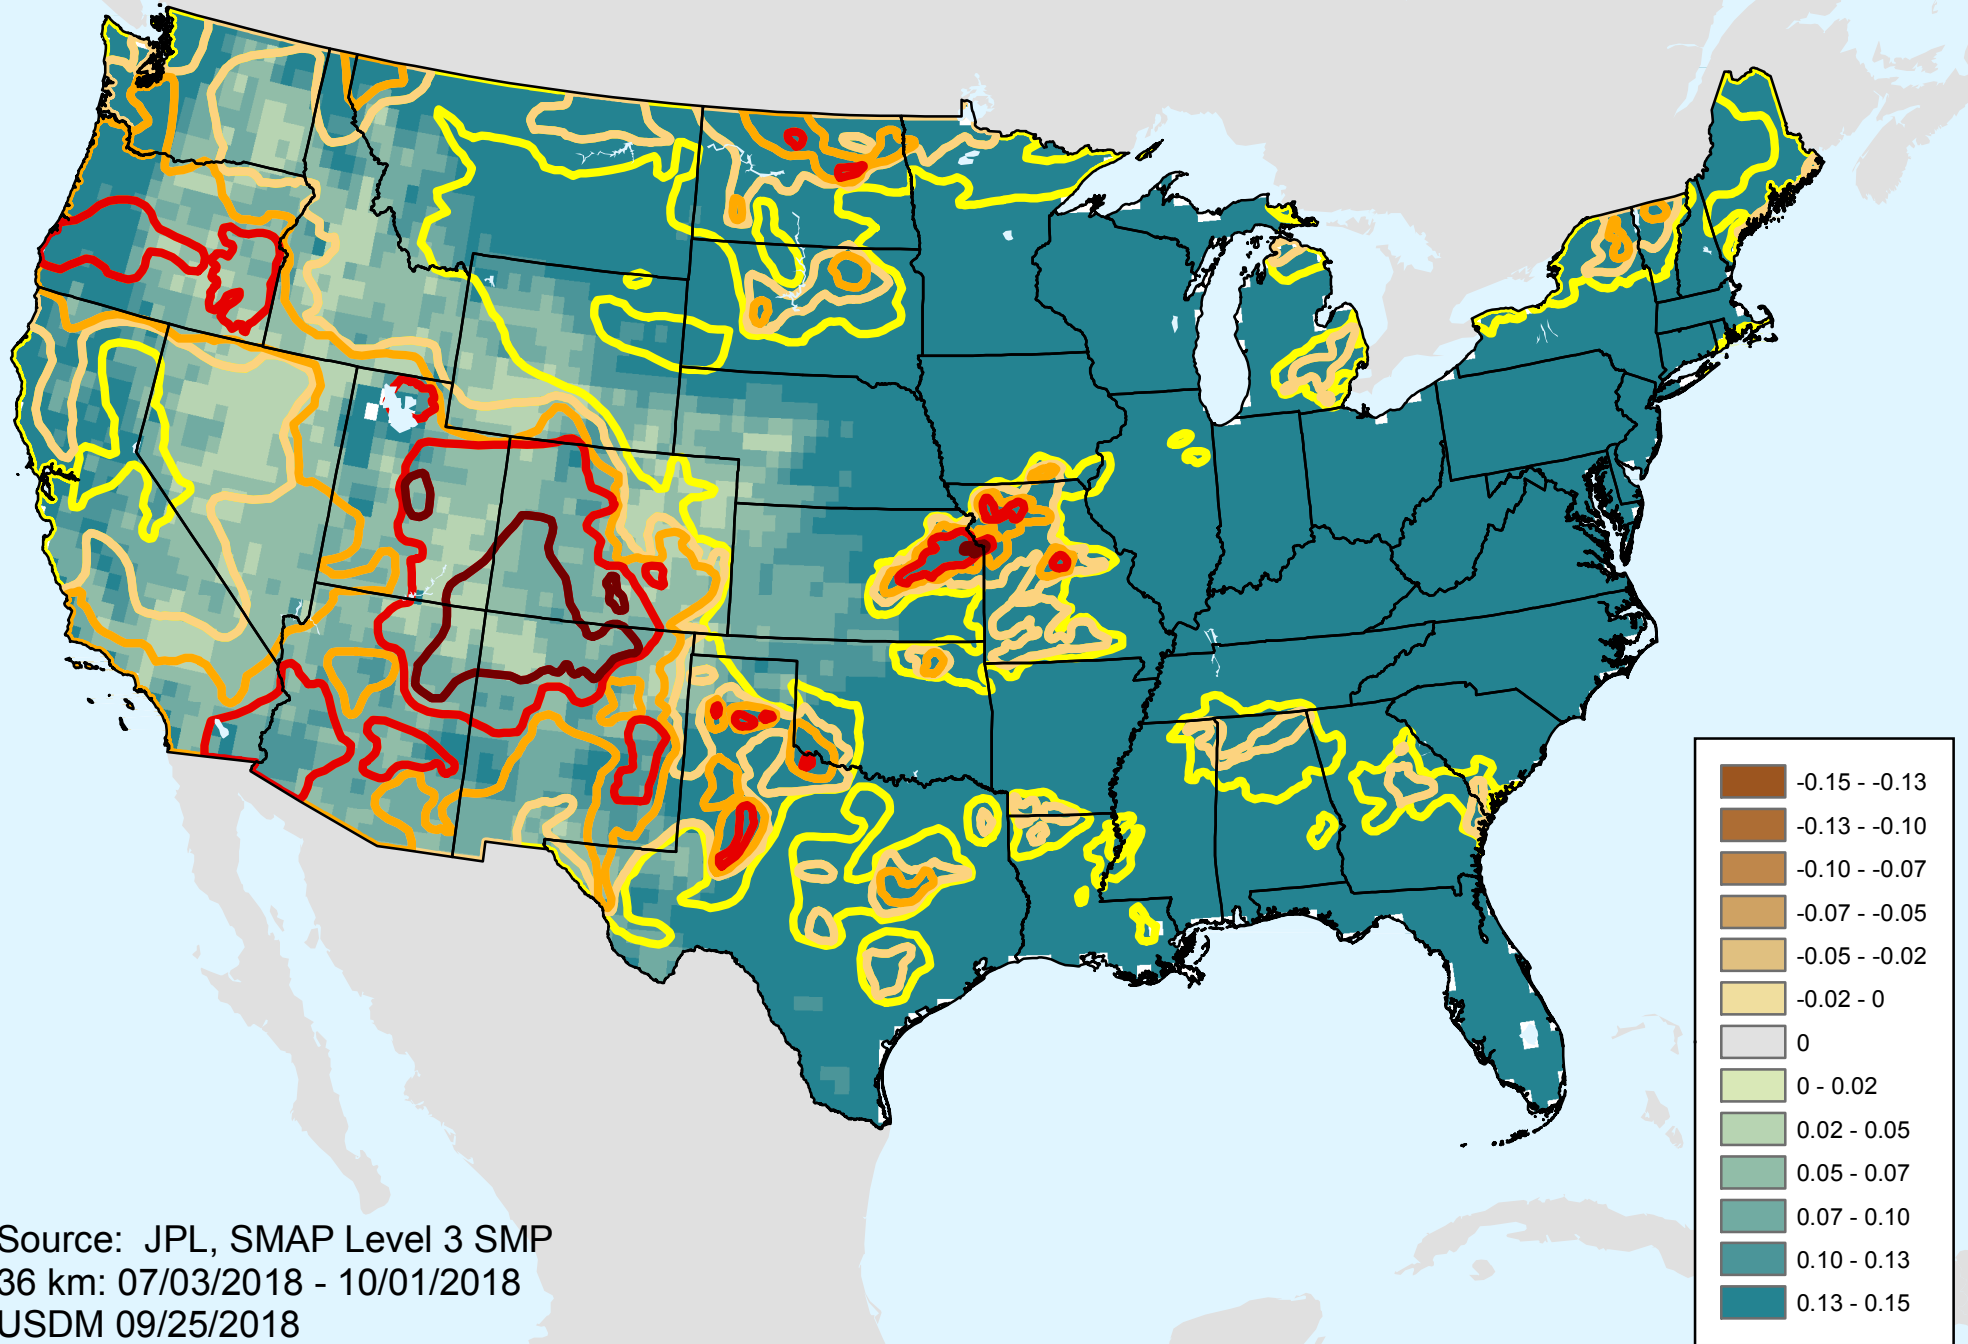 -0.15 - -0.13
-0.13 - -0.10
-0.10 - -0.07
-0.07 - -0.05
-0.05 - -0.02
-0.02 - 0
0
0 - 0.02
0.02 - 0.05
0.05 - 0.07
0.07 - 0.10
0.10 - 0.13
0.13 - 0.15
Source: JPL, SMAP Level 3 SMP
36 km: 07/03/2018 - 10/01/2018
USDM 09/25/2018